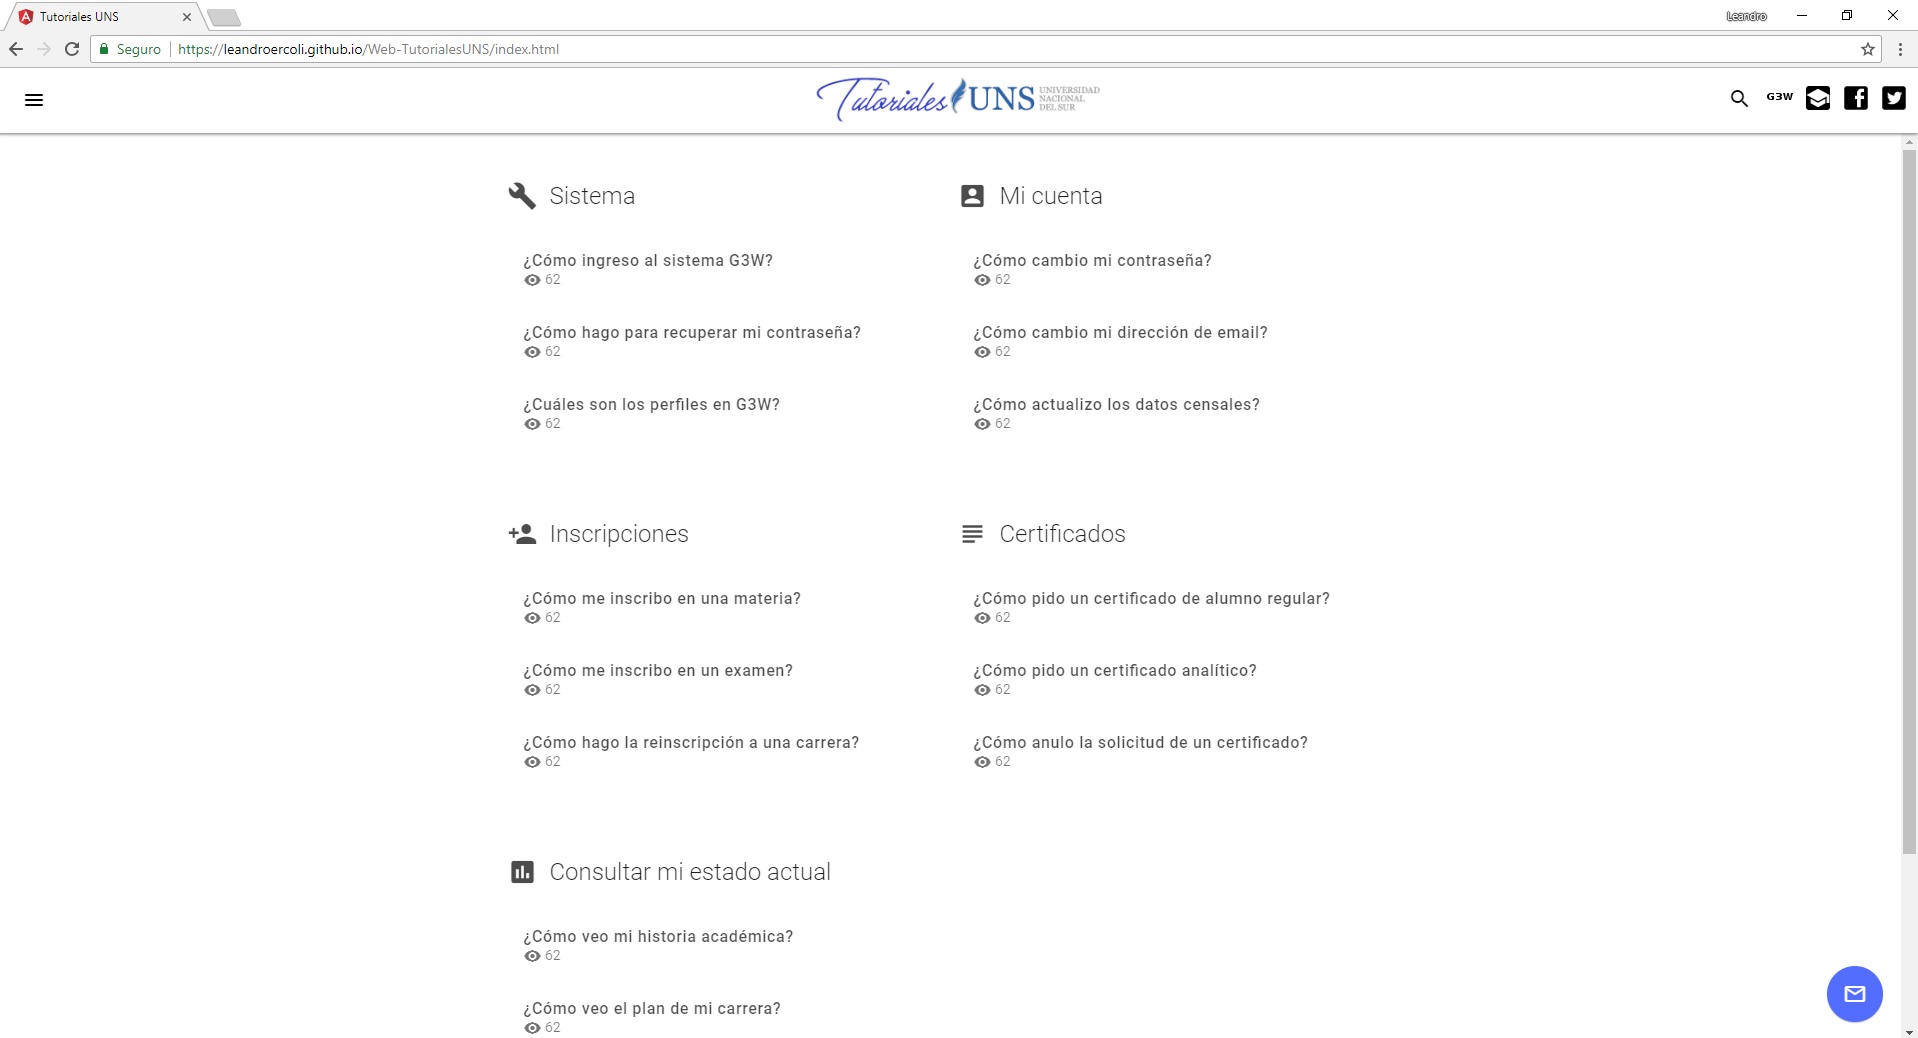 Tutoriales UNS
Leandro
Seguro
https://leandroercoli.github.io/Web-TutorialesUNS/index.html
Tutoriales UNS UNIVERSIDAD
NACIONAL
DEL SUR
G3W
Sistema
¿Cómo ingreso al sistema G3W?
62
¿Cómo hago para recuperar mi contraseña?
62
¿Cuáles son los perfiles en G3W?
62
Mi cuenta
¿Cómo cambio mi contraseña?
62
¿Cómo cambio mi dirección de email?
62
¿Cómo actualizo los datos censales?
62
Inscripciones
¿Cómo me inscribo en una materia?
62
¿Cómo me inscribo en un examen?
62
¿Cómo hago la reinscripción a una carrera?
62
Certificados
¿Cómo pido un certificado de alumno regular?
62
¿Cómo pido un certificado analítico?
62
¿Cómo anulo la solicitud de un certificado?
62
Consultar mi estado actual
¿Cómo veo mi historia académica?
62
¿Cómo veo el plan de mi carrera?
62